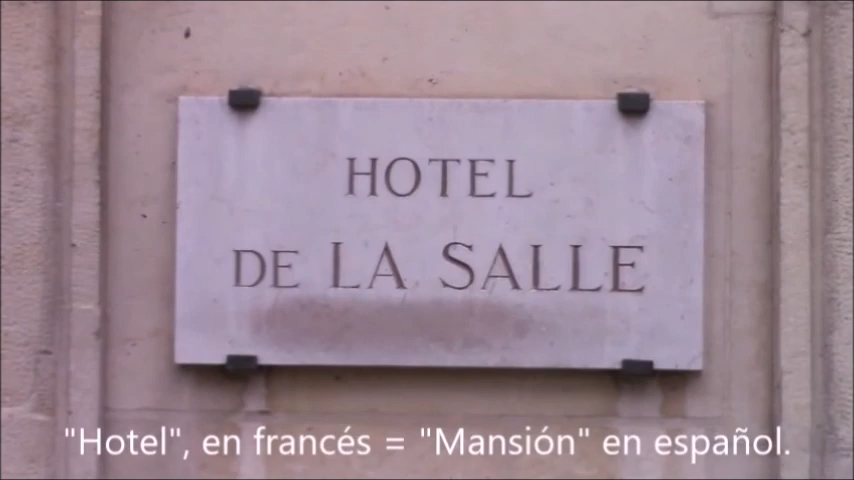 HOTEL
DE LA SALLE
"Hotel", en francés = "Mansión" en español.